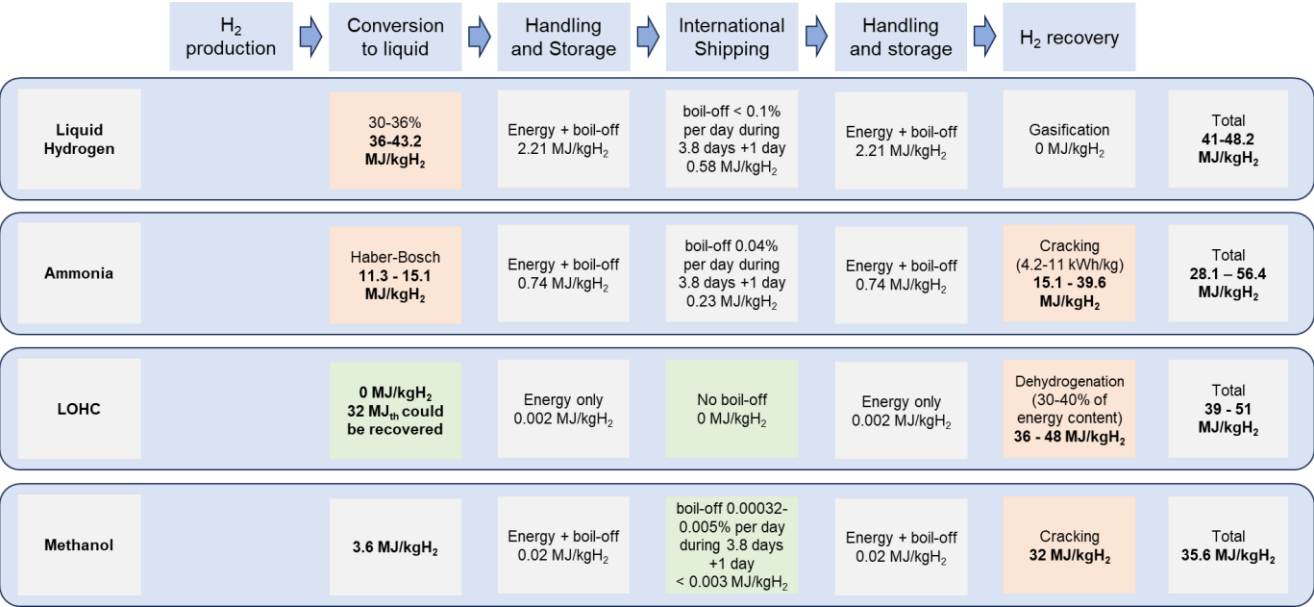 H₂
production
Conversion
to liquid
Handling
and Storage
International
Shipping
Handling
and storage
H₂ recovery
Liquid
Hydrogen
30-36%
36-43.2
MJ/kgH₂
Energy + boil-off
2.21 MJ/kgH₂
boil-off < 0.1%
per day during
3.8 days +1 day
0.58 MJ/kgH₂
Energy + boil-off
2.21 MJ/kgH₂
Gasification
0 MJ/kgH₂
Total
41-48.2
MJ/kgH₂
Ammonia
Haber-Bosch
11.3 - 15.1
MJ/kgH₂
Energy + boil-off
0.74 MJ/kgH₂
boil-off 0.04%
per day during
3.8 days +1 day
0.23 MJ/kgH₂
Energy + boil-off
0.74 MJ/kgH₂
Cracking
(4.2-11 kWh/kg)
15.1 - 39.6
MJ/kgH₂
Total
28.1 – 56.4
MJ/kgH₂
LOHC
0 MJ/kgH₂
32 MJₜₕ could
be recovered
Energy only
0.002 MJ/kgH₂
No boil-off
0 MJ/kgH₂
Energy only
0.002 MJ/kgH₂
Dehydrogenation
(30-40% of
energy content)
36 - 48 MJ/kgH₂
Total
39 - 51
MJ/kgH₂
Methanol
3.6 MJ/kgH₂
Energy + boil-off
0.02 MJ/kgH₂
boil-off 0.00032-
0.005% per day
during 3.8 days
+1 day
< 0.003 MJ/kgH₂
Energy + boil-off
0.02 MJ/kgH₂
Cracking
32 MJ/kgH₂
Total
35.6 MJ/kgH₂